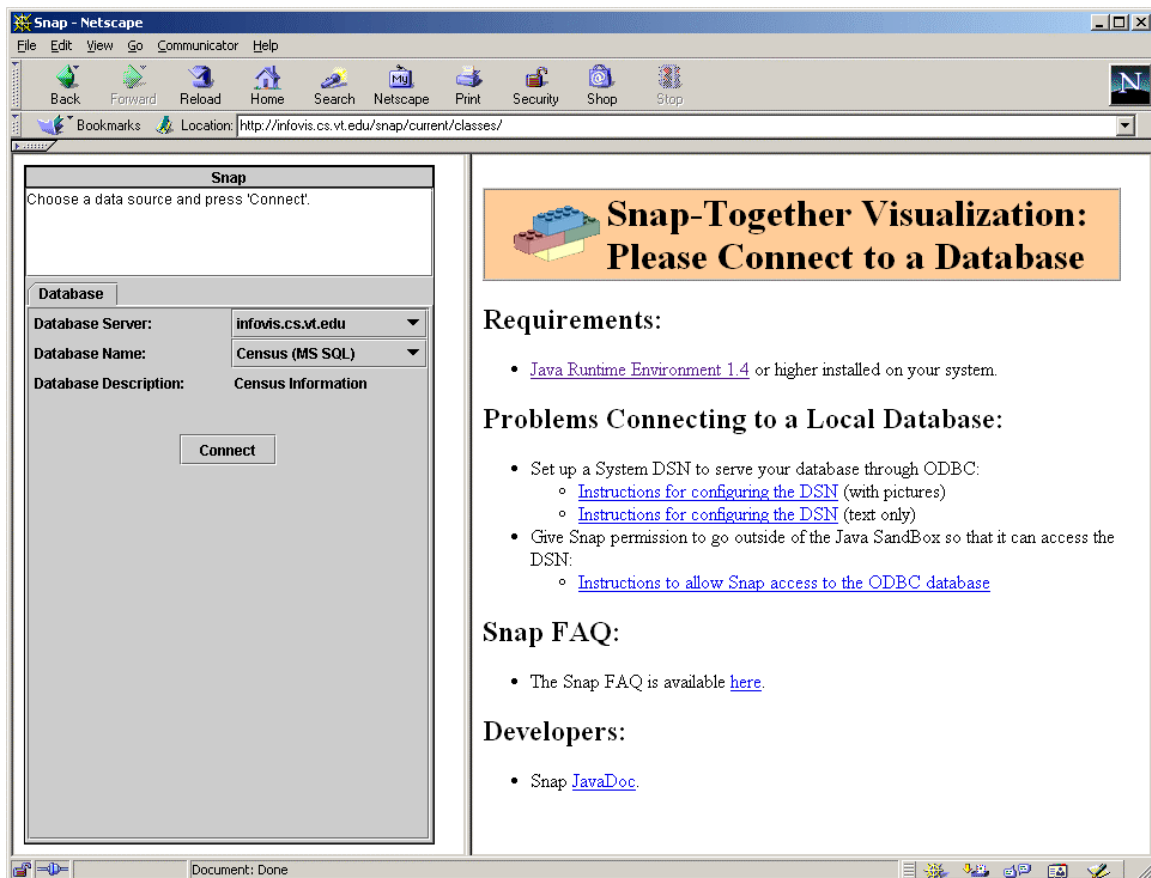 Snap - Netscape
File Edit View Go Communicator Help
Back Forward Reload Home Search Netscape Print Security Shop Stop
My
N
Bookmarks Location: http://infovis.cs.vt.edu/snap/current/classes/
Snap
Choose a data source and press 'Connect'.
Database
Database Server: infovis.cs.vt.edu
Database Name: Census (MS SQL)
Database Description: Census Information
Connect
Snap-Together Visualization:
Please Connect to a Database
Requirements:
Java Runtime Environment 1.4 or higher installed on your system.
Problems Connecting to a Local Database:
Set up a System DSN to serve your database through ODBC:
Instructions for configuring the DSN (with pictures)
Instructions for configuring the DSN (text only)
Give Snap permission to go outside of the Java SandBox so that it can access the
DSN:
Instructions to allow Snap access to the ODBC database
Snap FAQ:
The Snap FAQ is available here.
Developers:
Snap JavaDoc.
Document: Done